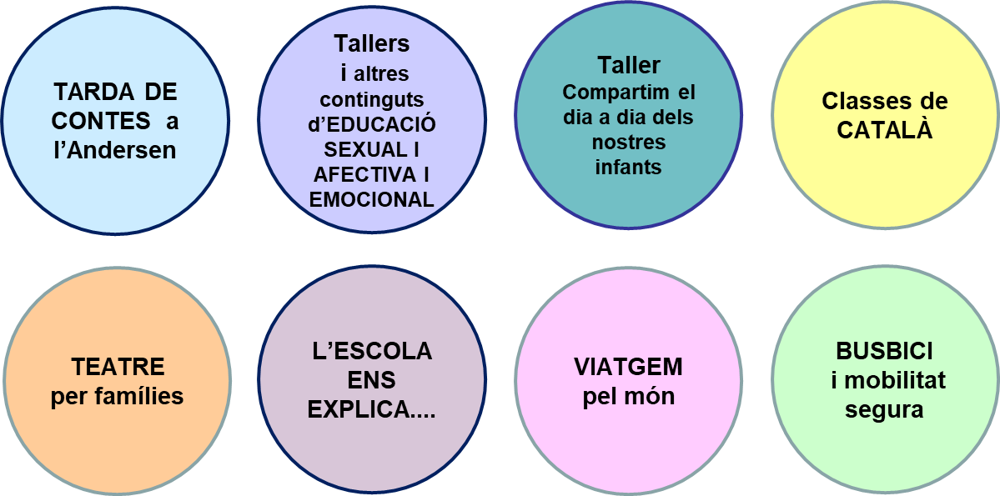 TARDA DE
CONTES a
l’Andersen
Tallers
i altres
continguts
d’EDUCACIÓ
SEXUAL I
AFECTIVA I
EMOCIONAL
Taller
Compartim el
dia a dia dels
nostres
infants
Classes de
CATALÀ
TEATRE
per famílies
L’ESCOLA
ENS
EXPLICA....
VIATGEM
pel món
BUSBICI
i mobilitat
segura